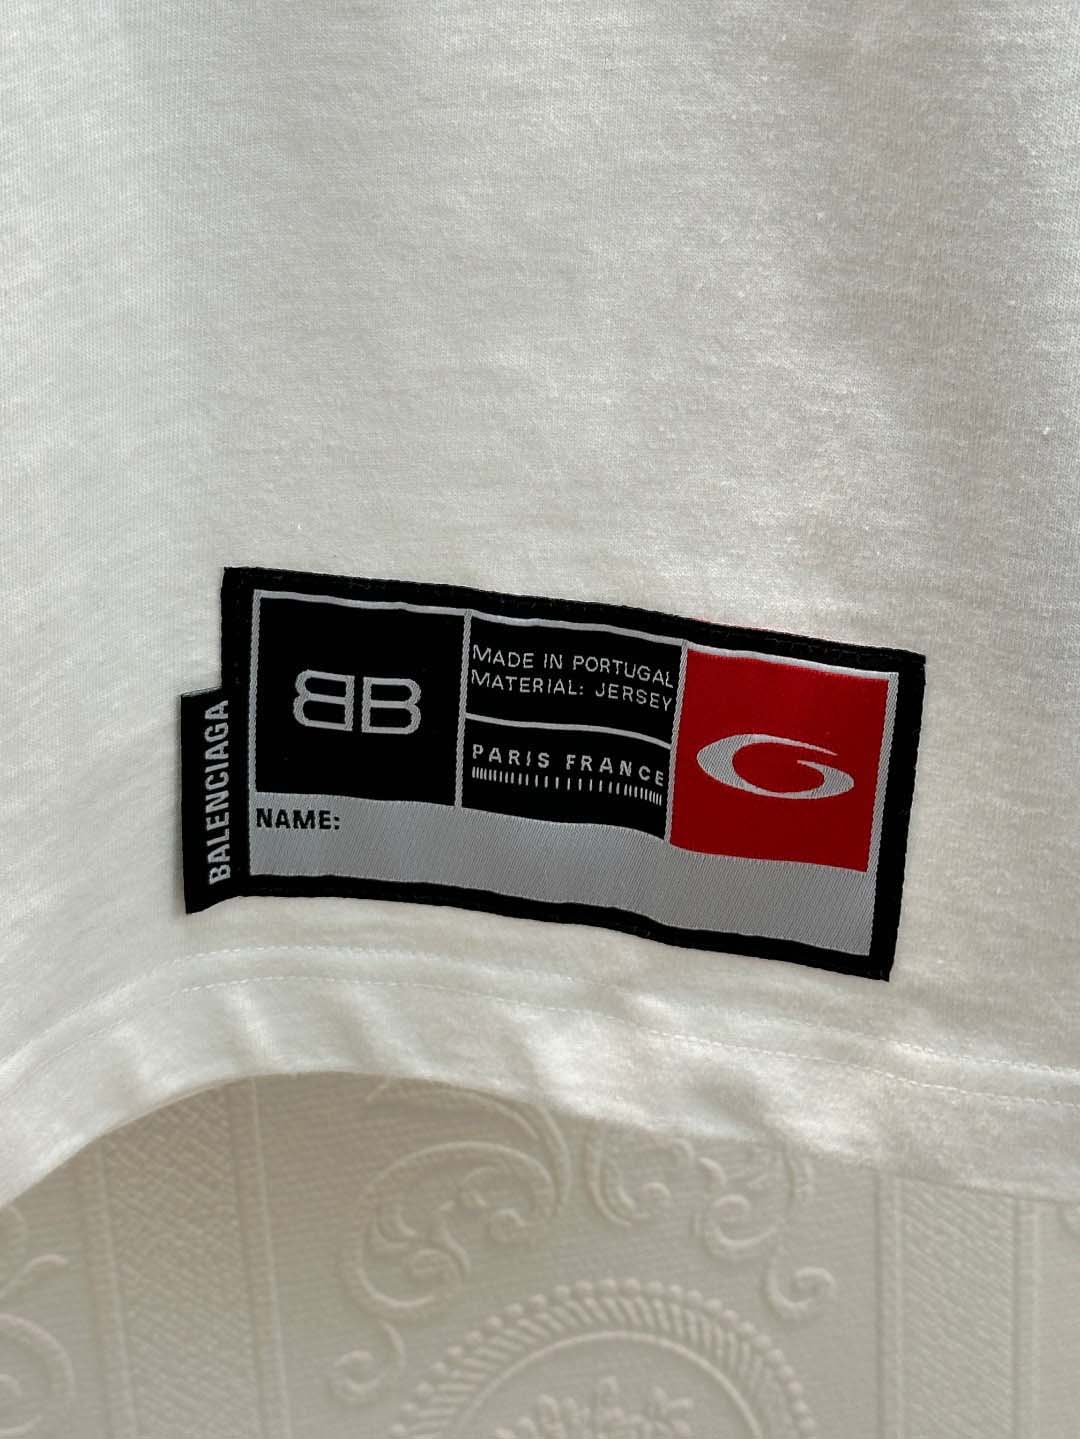 BB
MADE IN PORTUGAL
MATERIAL: JERSEY
PARIS FRANCE
G
NAME:
BALENCIAGA